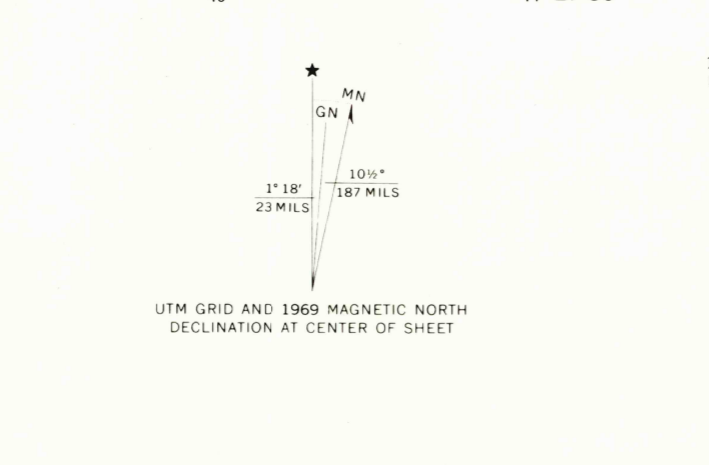 MN
GN
10½°
187 MILS
1° 18'
23 MILS
UTM GRID AND 1969 MAGNETIC NORTH
DECLINATION AT CENTER OF SHEET